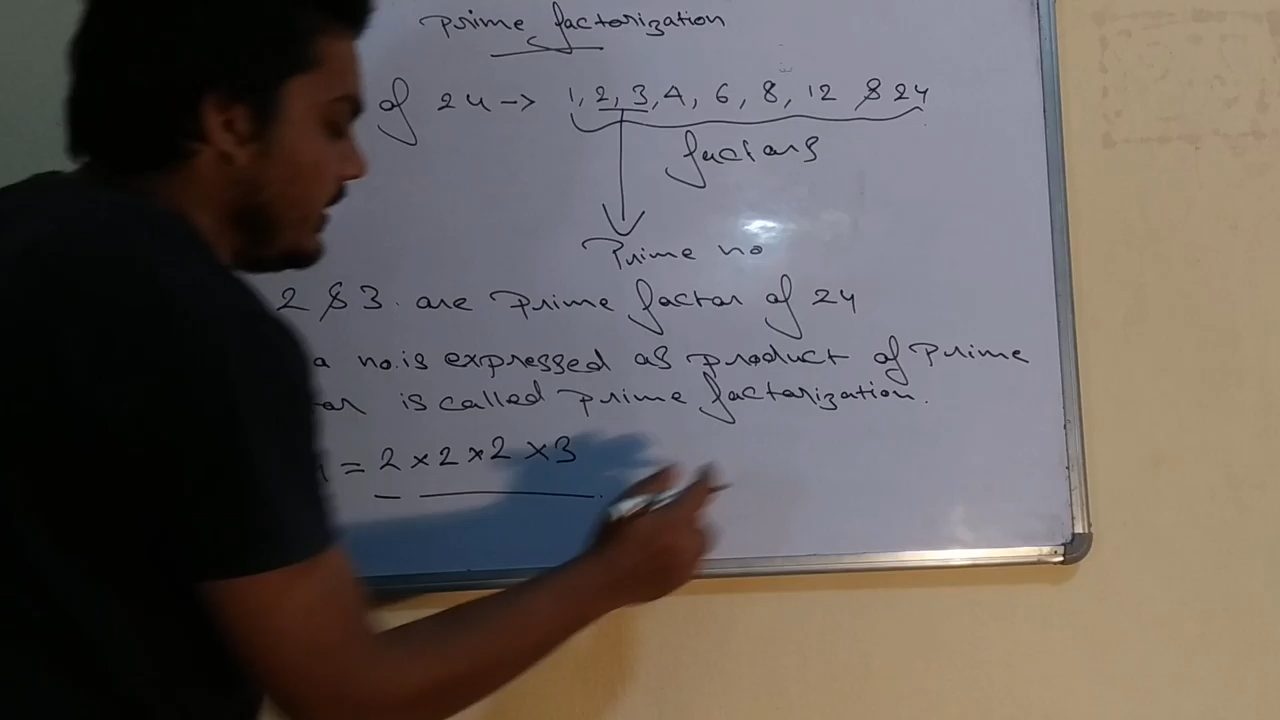 Prime factorization
of 24 → 1, 2, 3, 4, 6, 8, 12 & 24
factors
Prime no
2 & 3 are Prime factor of 24
a no. is expressed as product of Prime
is called Prime factorization.
= 2 × 2 × 2 × 3